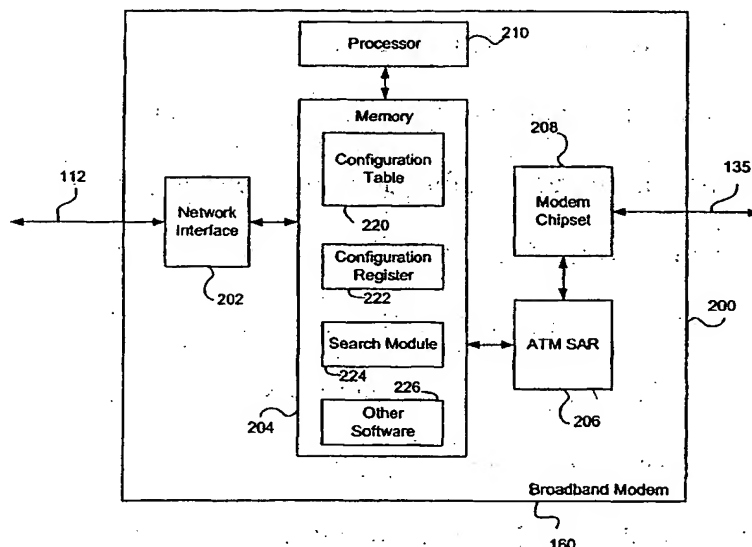 Processor
210
Memory
Configuration
Table
220
208
Modem
Chipset
112
135
Network
Interface
202
Configuration
Register
222
200
Search Module
224
ATM SAR
206
226
Other
Software
204
Broadband Modem
160